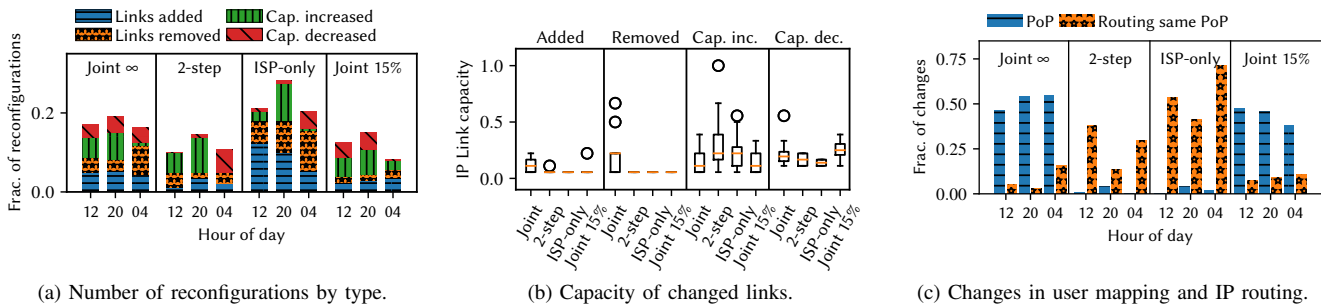 Links added
Cap. increased
Links removed
Cap. decreased
Frac. of reconfigurations
0.2
0.0
Joint ∞
2-step
ISP-only
Joint 15%
12 20 04 12 20 04 12 20 04 12 20 04
Hour of day
(a) Number of reconfigurations by type.
Added
Removed
Cap. inc.
Cap. dec.
IP Link capacity
1.0
0.5
0.0
Joint
2-step
ISP-only
Joint 15%
Joint
2-step
ISP-only
Joint 15%
Joint
2-step
ISP-only
Joint 15%
Joint
2-step
ISP-only
Joint 15%
(b) Capacity of changed links.
PoP
Routing same PoP
Frac. of changes
0.75
0.50
0.25
0.00
Joint ∞
2-step
ISP-only
Joint 15%
12 20 04 12 20 04 12 20 04 12 20 04
Hour of day
(c) Changes in user mapping and IP routing.